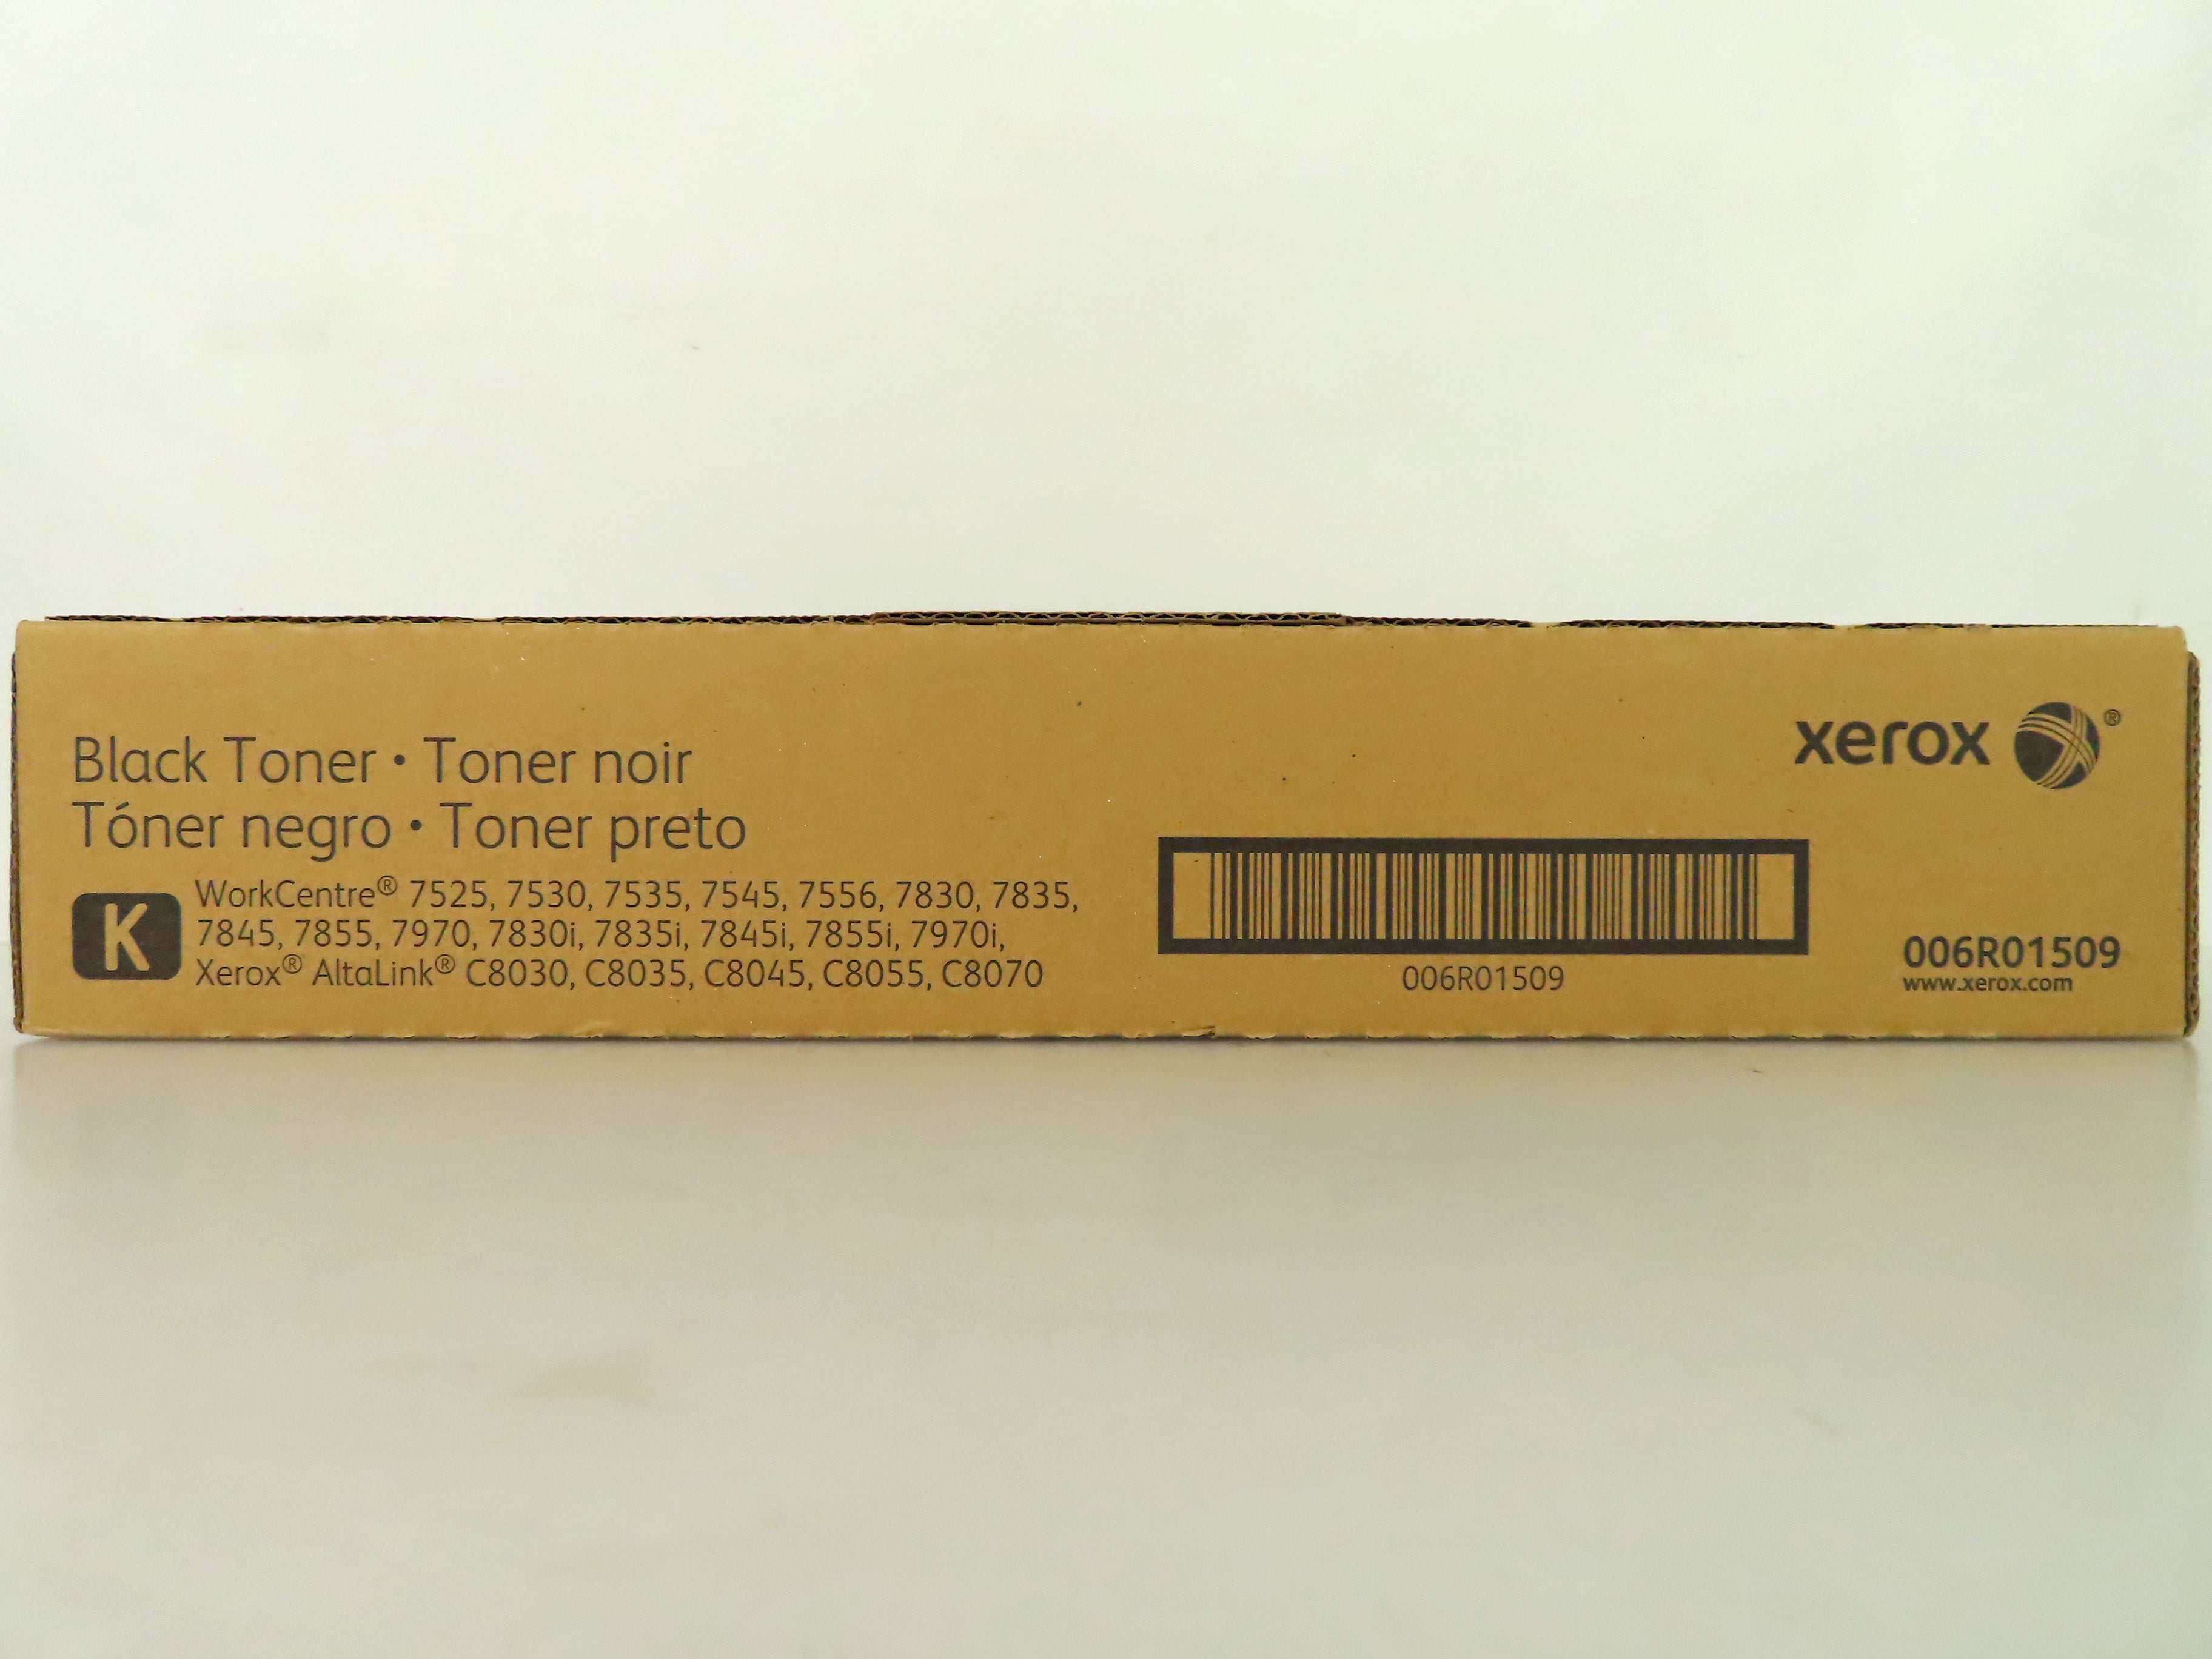 Black Toner • Toner noir
Tóner negro • Toner preto
K
WorkCentre® 7525, 7530, 7535, 7545, 7556, 7830, 7835,
7845, 7855, 7970, 7830i, 7835i, 7845i, 7855i, 7970i,
Xerox® AltaLink® C8030, C8035, C8045, C8055, C8070
006R01509
xerox ®
006R01509
www.xerox.com